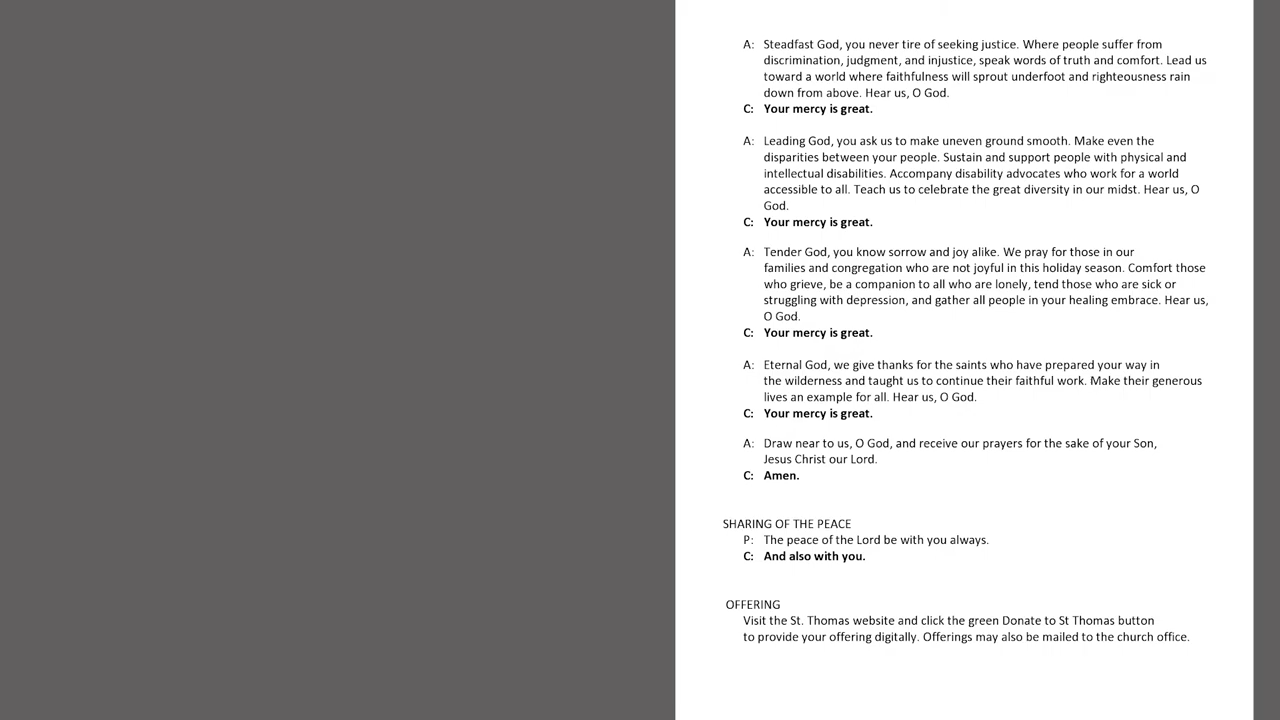 A: Steadfast God, you never tire of seeking justice. Where people suffer from
discrimination, judgment, and injustice, speak words of truth and comfort. Lead us
toward a world where faithfulness will sprout underfoot and righteousness rain
down from above. Hear us, O God.
C: Your mercy is great.
A: Leading God, you ask us to make uneven ground smooth. Make even the
disparities between your people. Sustain and support people with physical and
intellectual disabilities. Accompany disability advocates who work for a world
accessible to all. Teach us to celebrate the great diversity in our midst. Hear us, O
God.
C: Your mercy is great.
A: Tender God, you know sorrow and joy alike. We pray for those in our
families and congregation who are not joyful in this holiday season. Comfort those
who grieve, be a companion to all who are lonely, tend those who are sick or
struggling with depression, and gather all people in your healing embrace. Hear us,
O God.
C: Your mercy is great.
A: Eternal God, we give thanks for the saints who have prepared your way in
the wilderness and taught us to continue their faithful work. Make their generous
lives an example for all. Hear us, O God.
C: Your mercy is great.
A: Draw near to us, O God, and receive our prayers for the sake of your Son,
Jesus Christ our Lord.
C: Amen.
SHARING OF THE PEACE
P: The peace of the Lord be with you always.
C: And also with you.
OFFERING
Visit the St. Thomas website and click the green Donate to St Thomas button
to provide your offering digitally. Offerings may also be mailed to the church office.